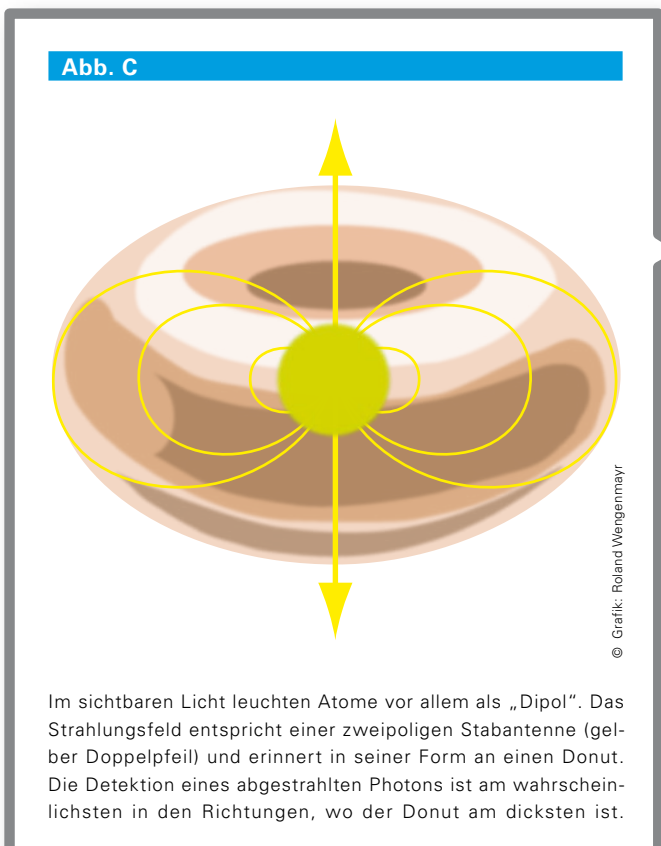 Abb. C
© Grafik: Roland Wengenmayr
Im sichtbaren Licht leuchten Atome vor allem als „Dipol“. Das
Strahlungsfeld entspricht einer zweipoligen Stabantenne (gel-
ber Doppelpfeil) und erinnert in seiner Form an einen Donut.
Die Detektion eines abgestrahlten Photons ist am wahrschein-
lichsten in den Richtungen, wo der Donut am dicksten ist.